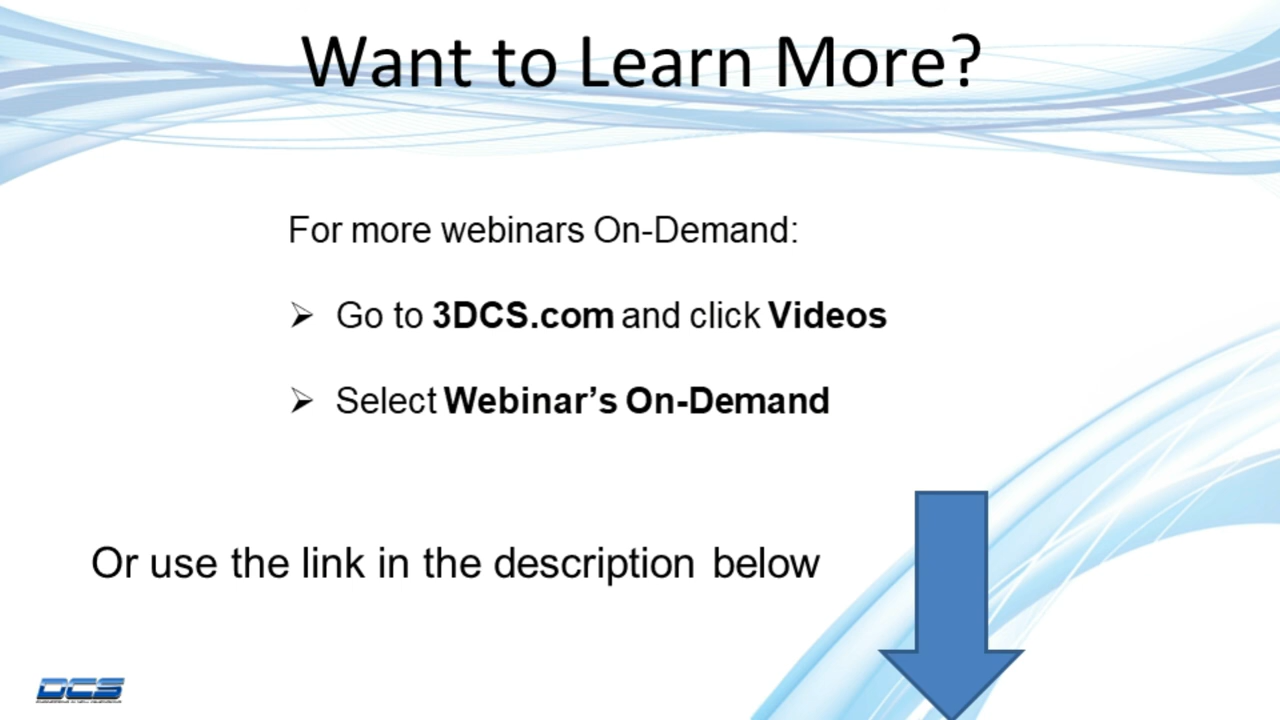 Want to Learn More?
For more webinars On-Demand:
Go to 3DCS.com and click Videos
Select Webinar’s On-Demand
Or use the link in the description below
DCS